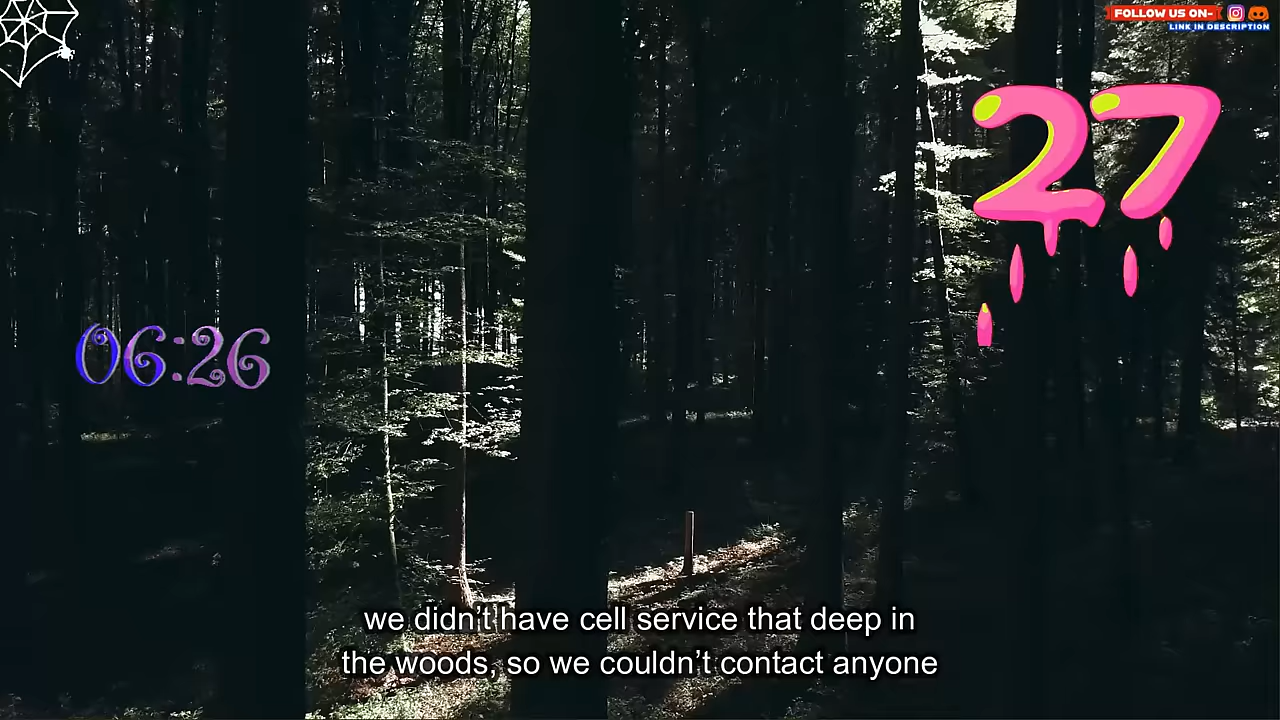 FOLLOW US ON-
LINK IN DESCRIPTION
27
06:26
we didn't have cell service that deep in
the woods, so we couldn't contact anyone